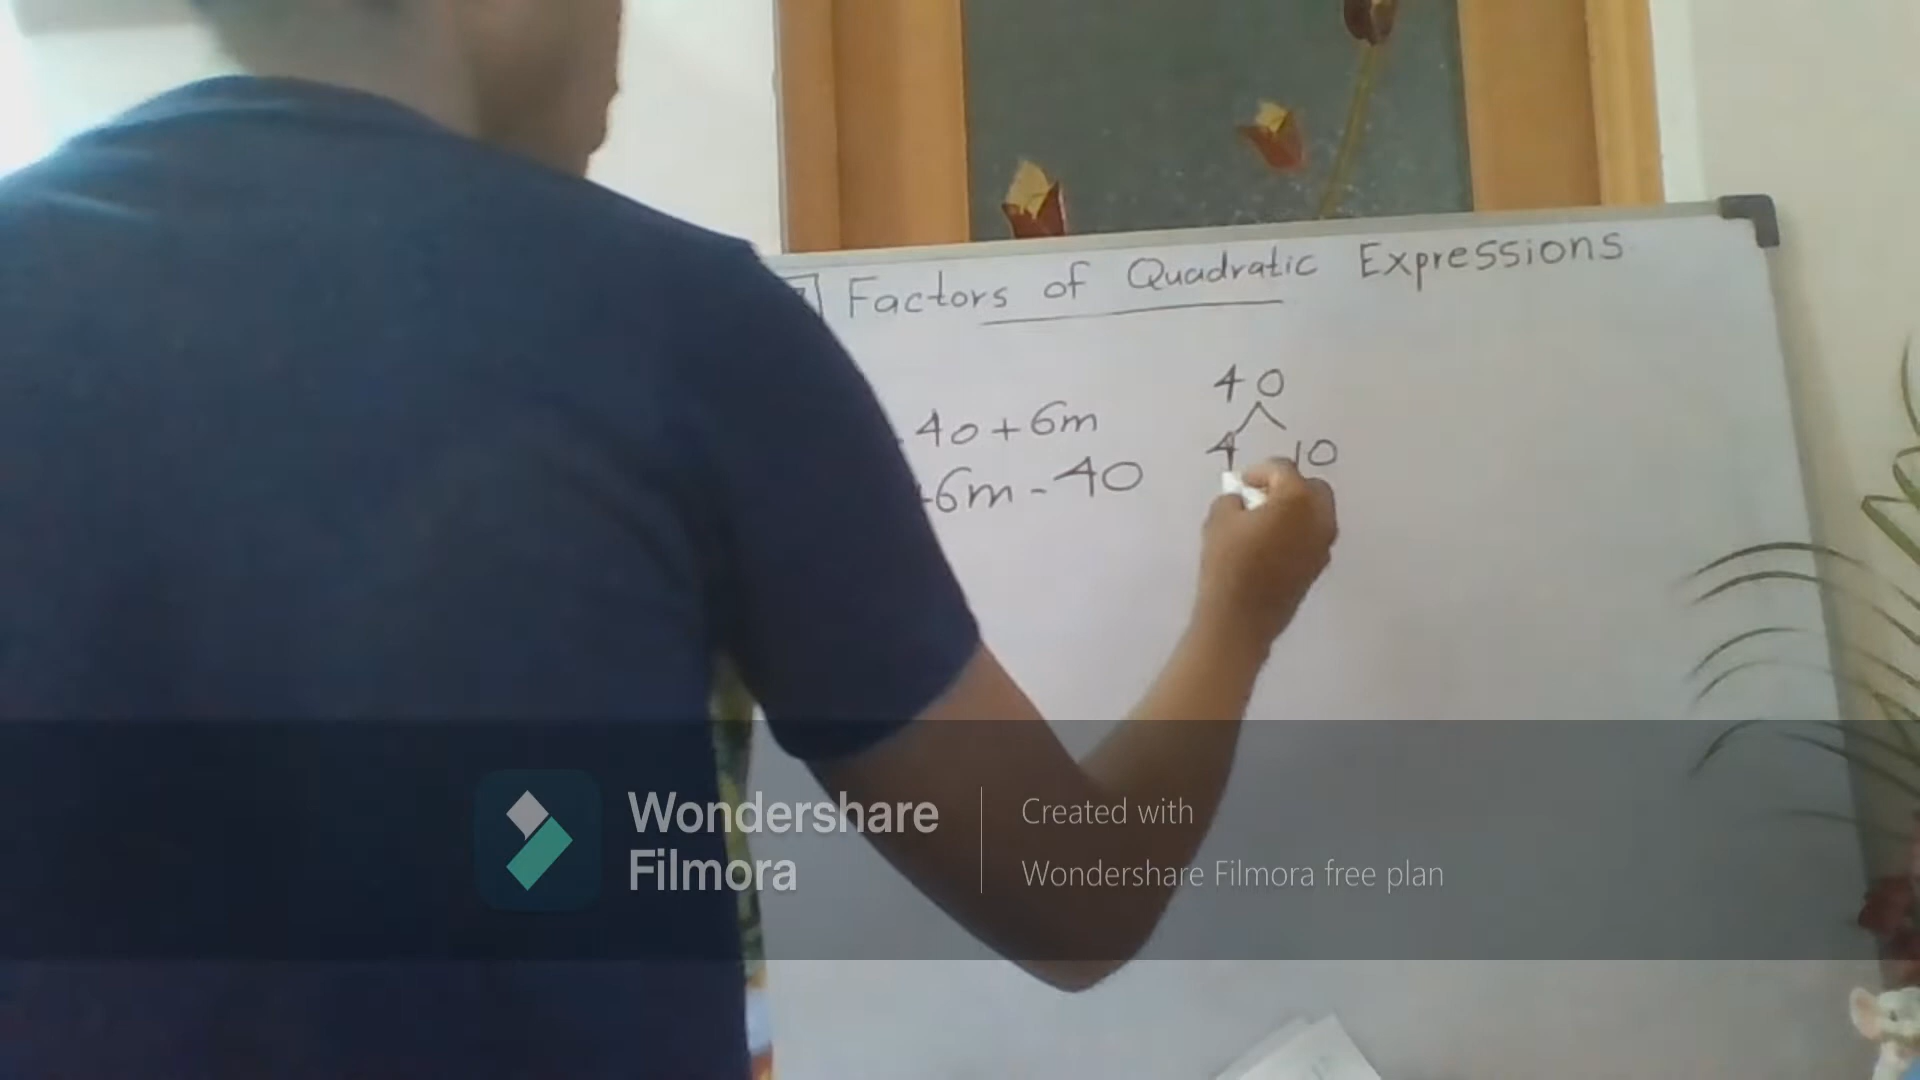 Factors of Quadratic Expressions
40
- 40 + 6m
4 10
+6m - 40
Wondershare
Filmora
Created with
Wondershare Filmora free plan